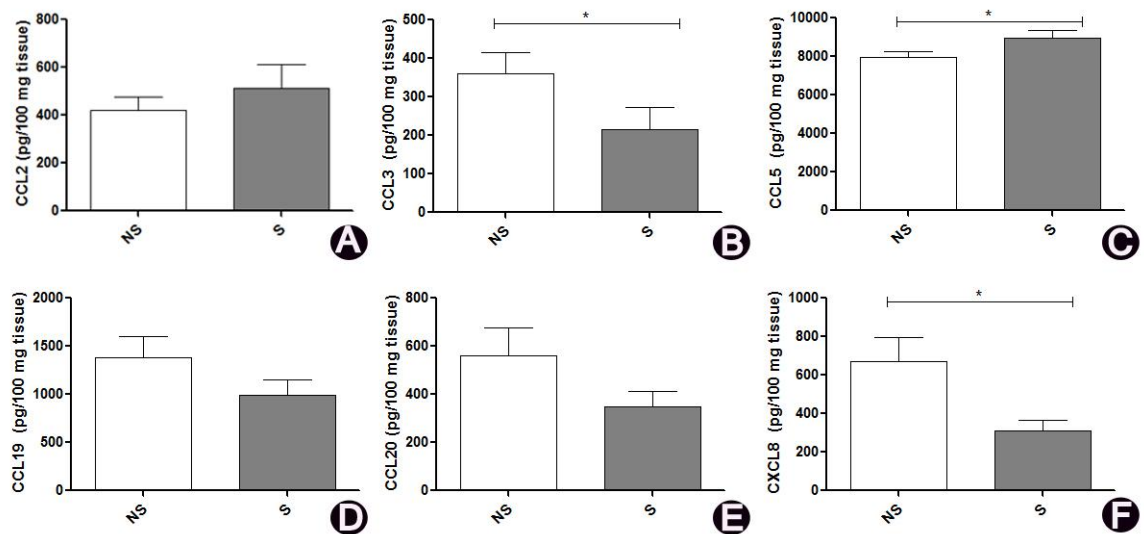 CCL2 (pg/100 mg tissue)
800
600
400
200
0
NS
S
A
CCL3 (pg/100 mg tissue)
500
400
300
200
100
0
*
NS
S
B
CCL5 (pg/100 mg tissue)
10000
8000
6000
4000
2000
0
*
NS
S
C
CCL19 (pg/100 mg tissue)
2000
1500
1000
500
0
NS
S
D
CCL20 (pg/100 mg tissue)
800
600
400
200
0
NS
S
E
CXCL8 (pg/100 mg tissue)
1000
800
600
400
200
0
*
NS
S
F